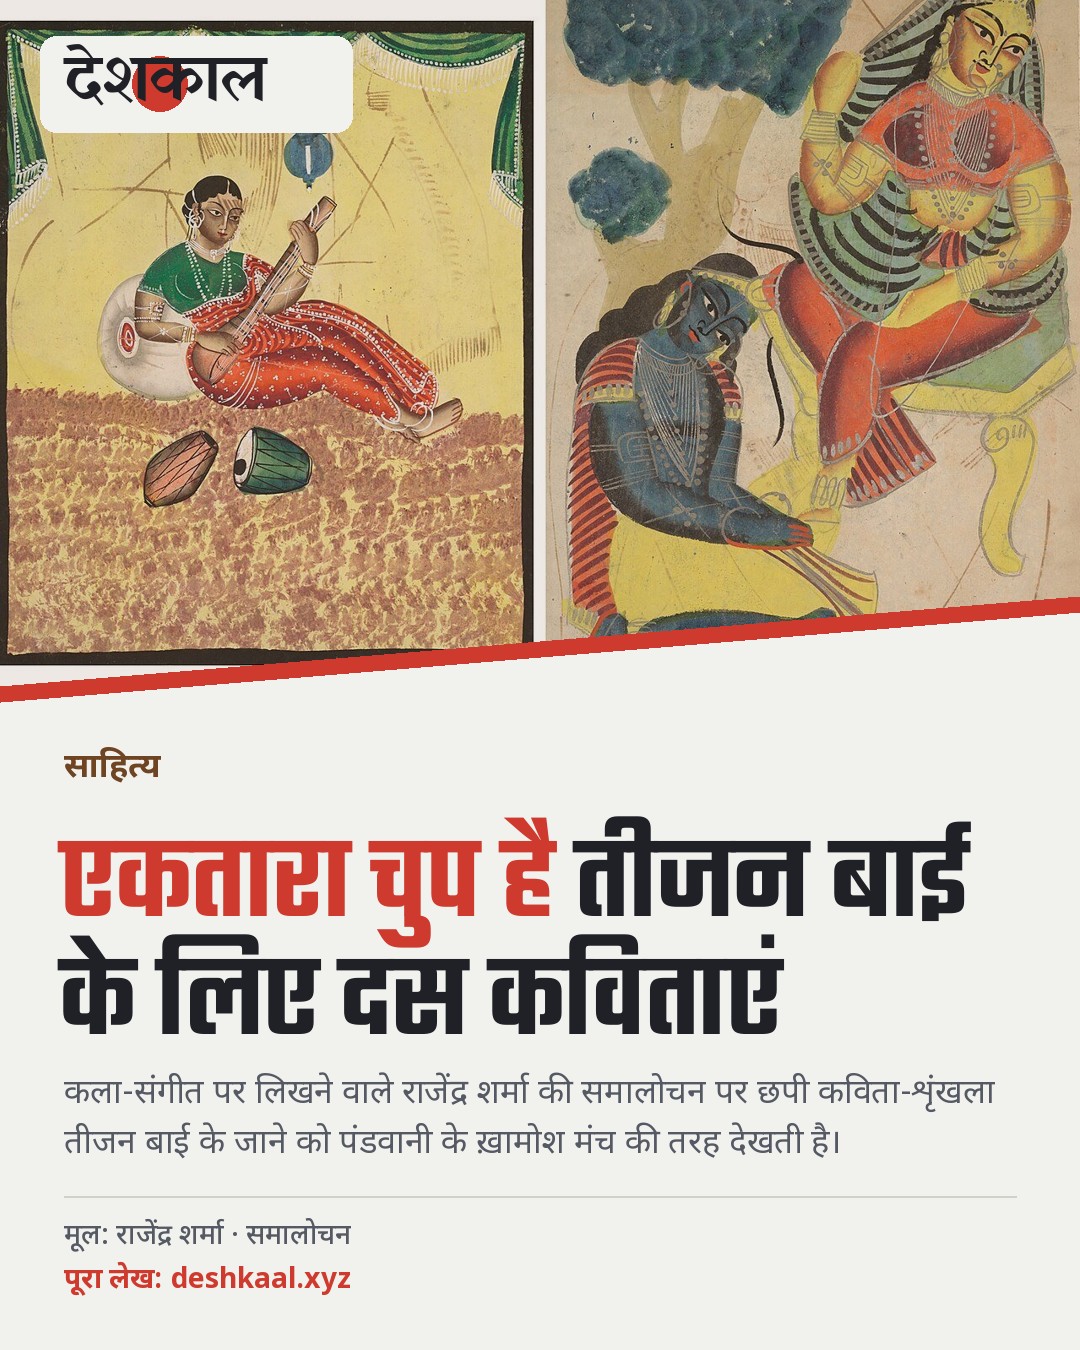 देशकाल
साहित्य
एकतारा चुप है तीजन बाई
के लिए दस कविताएं
कला-संगीत पर लिखने वाले राजेंद्र शर्मा की समालोचन पर छपी कविता-शृंखला
तीजन बाई के जाने को पंडवानी के ख़ामोश मंच की तरह देखती है।
मूल: राजेंद्र शर्मा · समालोचन
पूरा लेख: deshkaal.xyz